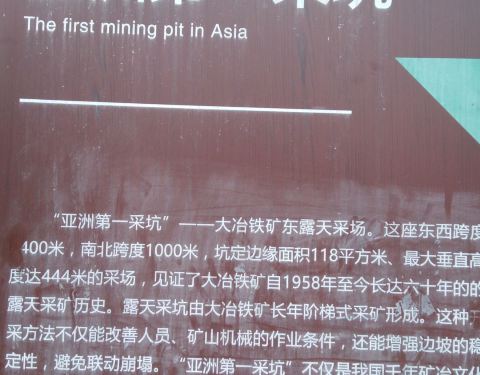 The first mining pit in Asia
“亚洲第一采坑”——大冶铁矿东露天采场。这座东西跨度
400米，南北跨度1000米，坑定边缘面积118平方米、最大垂直高
度达444米的采场，见证了大冶铁矿自1958年至今长达六十年的的
露天采矿历史。露天采坑由大冶铁矿长年阶梯式采矿形成。这种
采方法不仅能改善人员、矿山机械的作业条件，还能增强边坡的稳
定性，避免联动崩塌。“亚洲第一采坑”不仅是我国千年矿冶文化